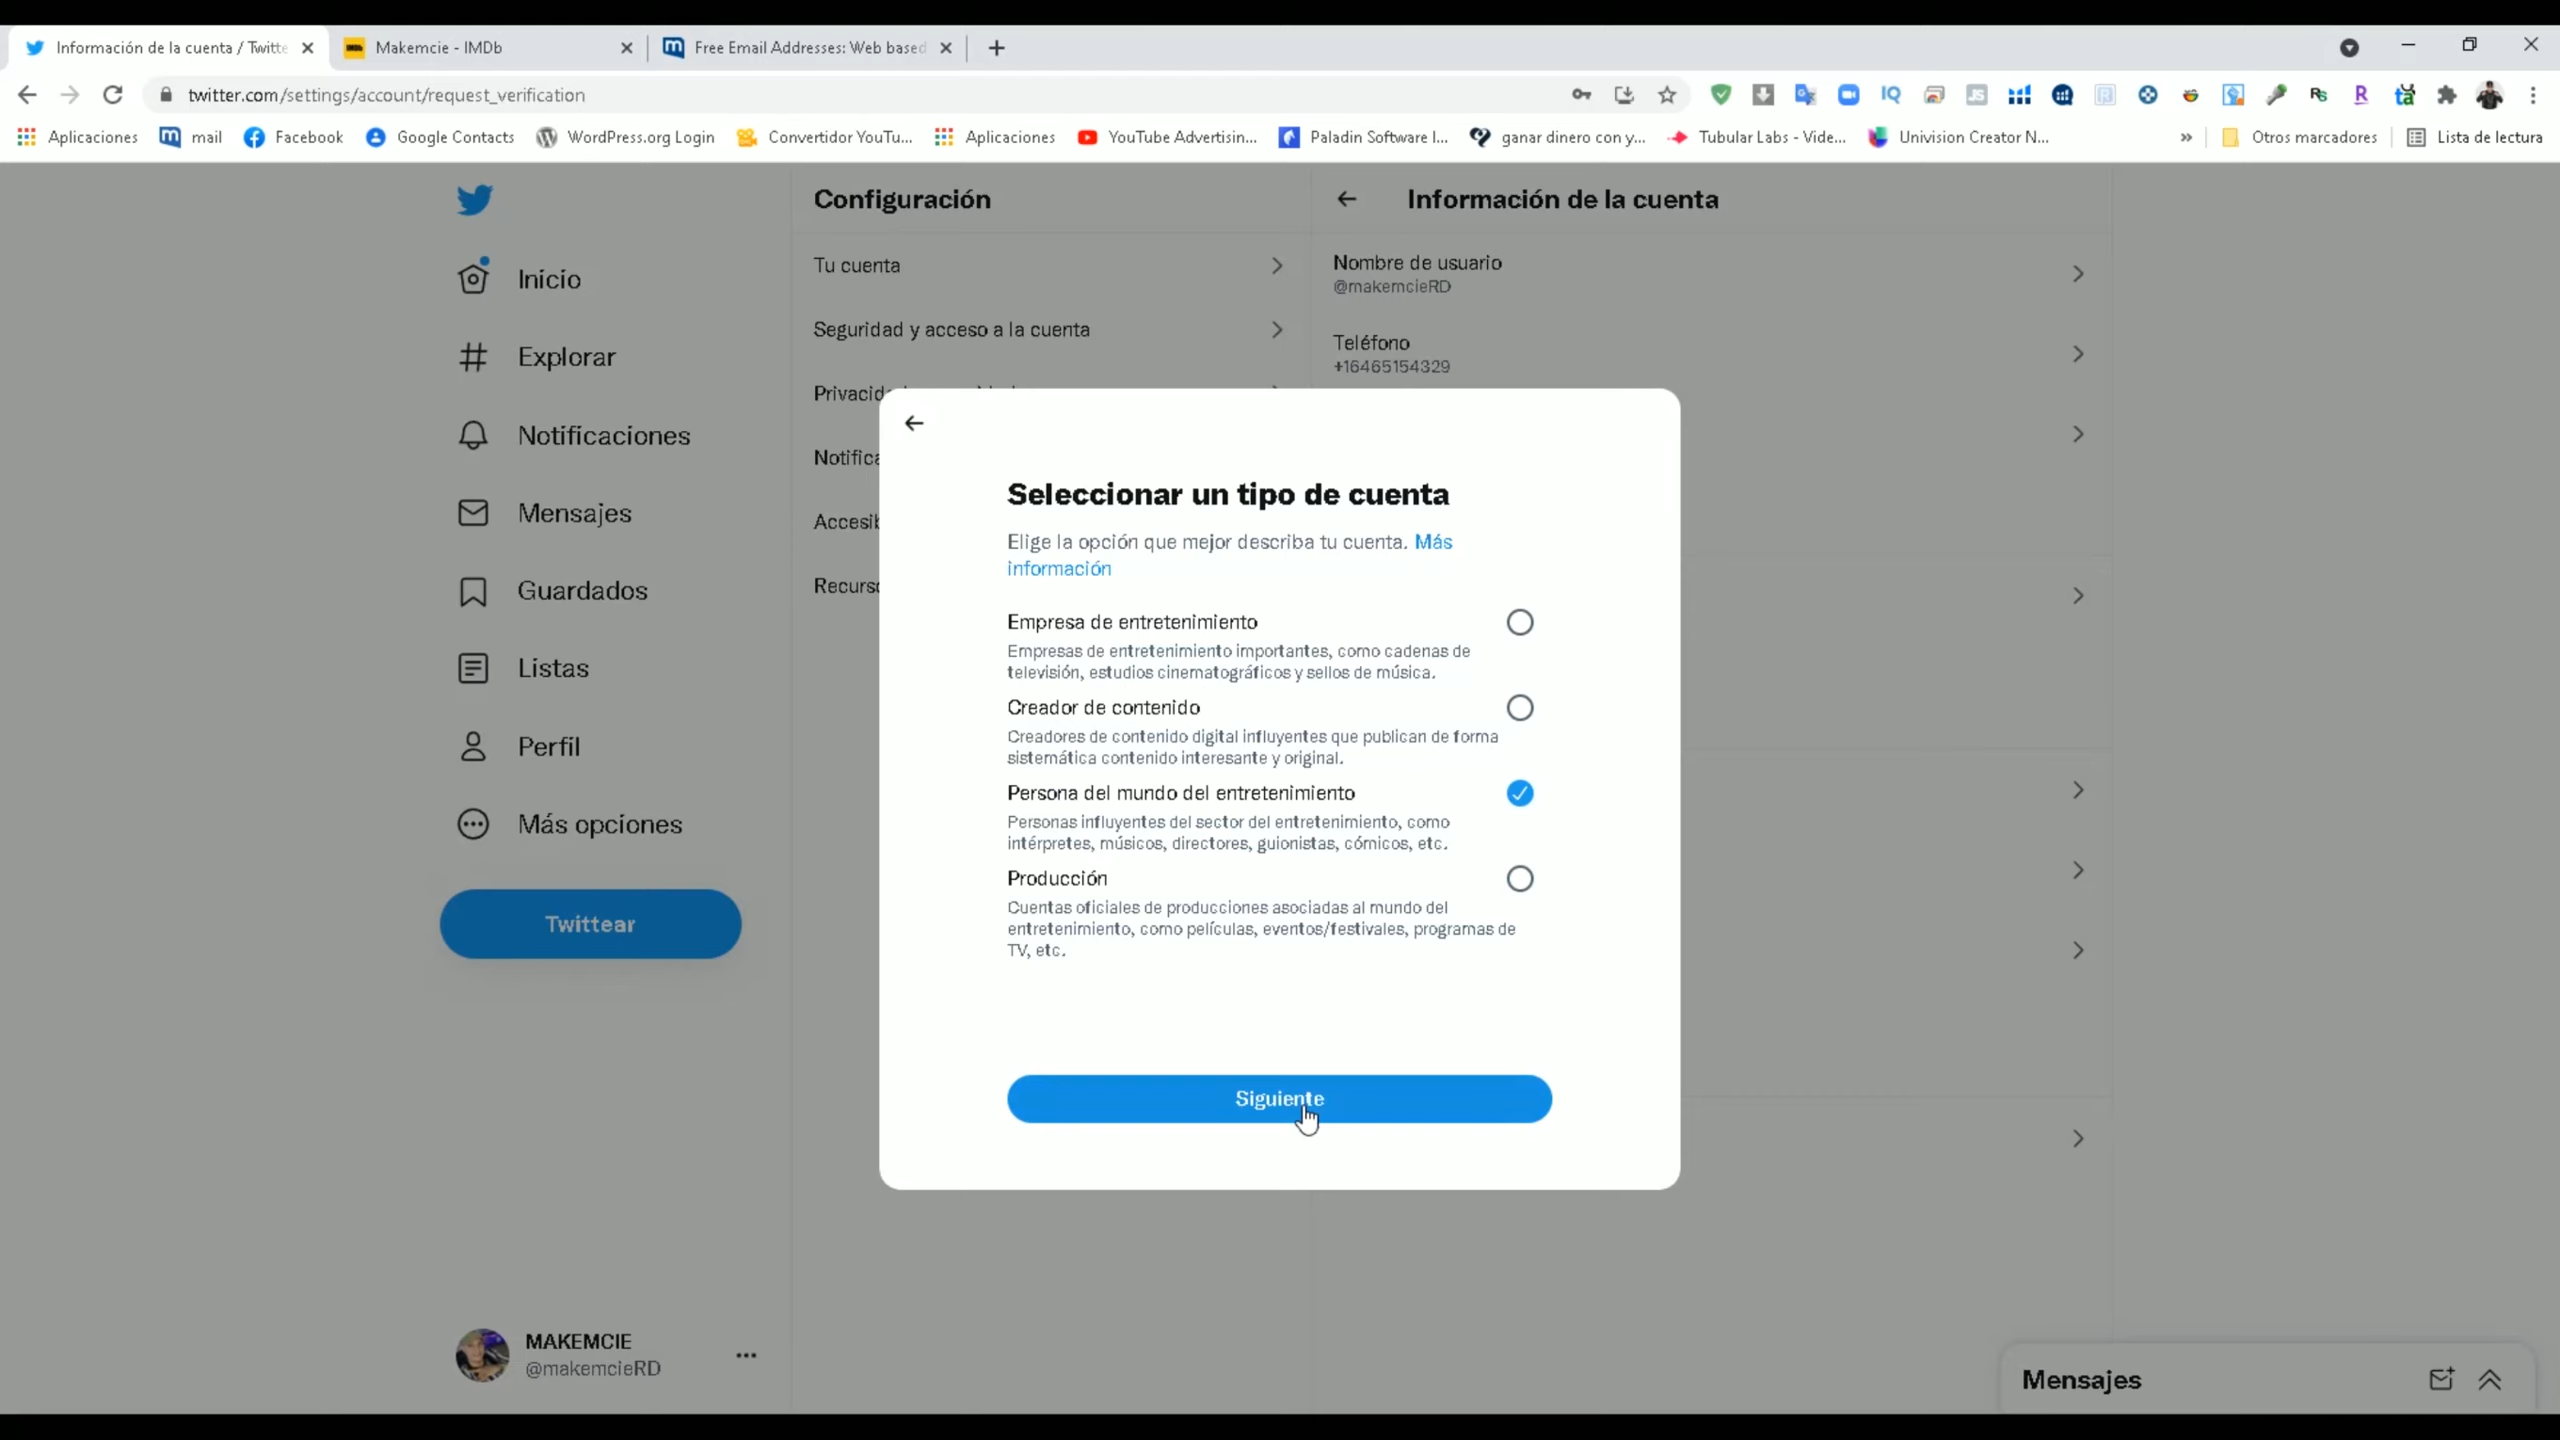 Información de la cuenta / Twitte
Makemcie - IMDb
Free Email Addresses: Web based
twitter.com/settings/account/request_verification
Aplicaciones
mail
Facebook
Google Contacts
WordPress.org Login
Convertidor YouTu...
Aplicaciones
YouTube Advertisin...
Paladin Software I...
ganar dinero con y...
Tubular Labs - Vide...
Univision Creator N...
»
Otros marcadores
Lista de lectura
Inicio
Explorar
Notificaciones
Mensajes
Guardados
Listas
Perfil
Más opciones
Twittear
MAKEMCIE
@makemcieRD
Configuración
Tu cuenta
Seguridad y acceso a la cuenta
Privacid
Notifica
Accesib
Recurso
Información de la cuenta
Nombre de usuario
@makemcieRD
Teléfono
+16465154329
Seleccionar un tipo de cuenta
Elige la opción que mejor describa tu cuenta. Más
información
Empresa de entretenimiento
Empresas de entretenimiento importantes, como cadenas de
televisión, estudios cinematográficos y sellos de música.
Creador de contenido
Creadores de contenido digital influyentes que publican de forma
sistemática contenido interesante y original.
Persona del mundo del entretenimiento
Personas influyentes del sector del entretenimiento, como
intérpretes, músicos, directores, guionistas, cómicos, etc.
Producción
Cuentas oficiales de producciones asociadas al mundo del
entretenimiento, como películas, eventos/festivales, programas de
TV, etc.
Siguiente
Mensajes